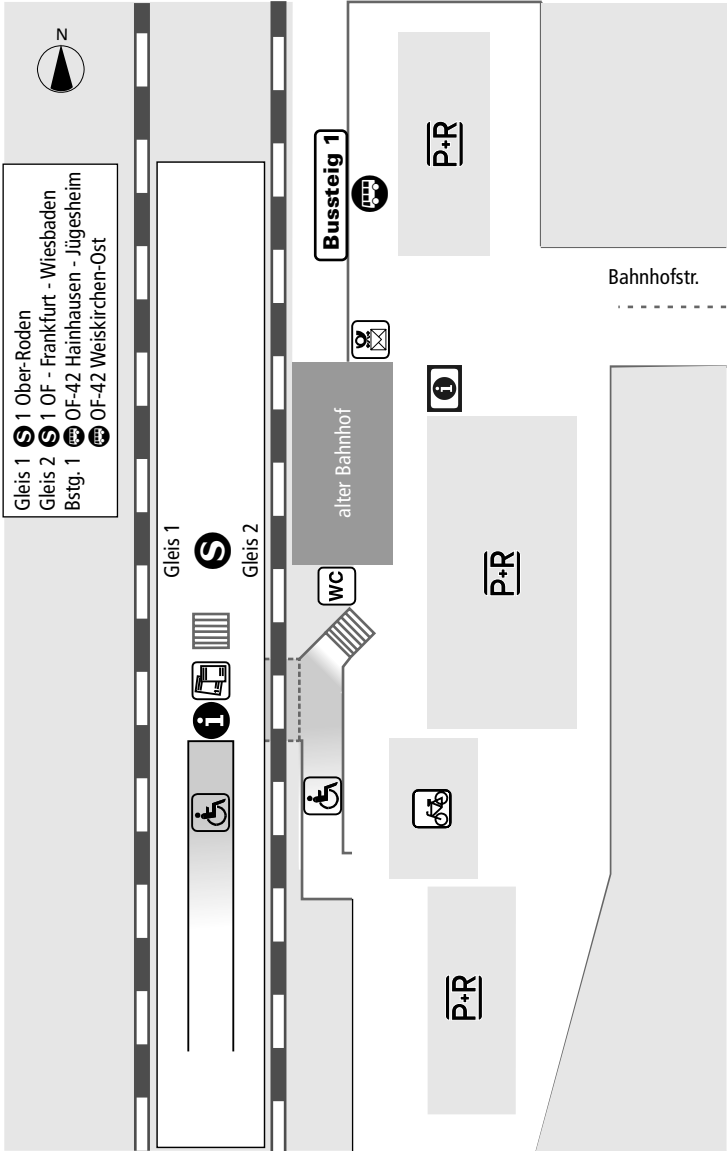 N
Gleis 1 S 1 Ober-Roden
Gleis 2 S 1 OF - Frankfurt - Wiesbaden
Bstg. 1 OF-42 Hainhausen - Jügesheim
OF-42 Weiskirchen-Ost
Bussteig 1
P+R
Bahnhofstr.
i
alter Bahnhof
Gleis 1
S
Gleis 2
WC
P+R
i
P+R